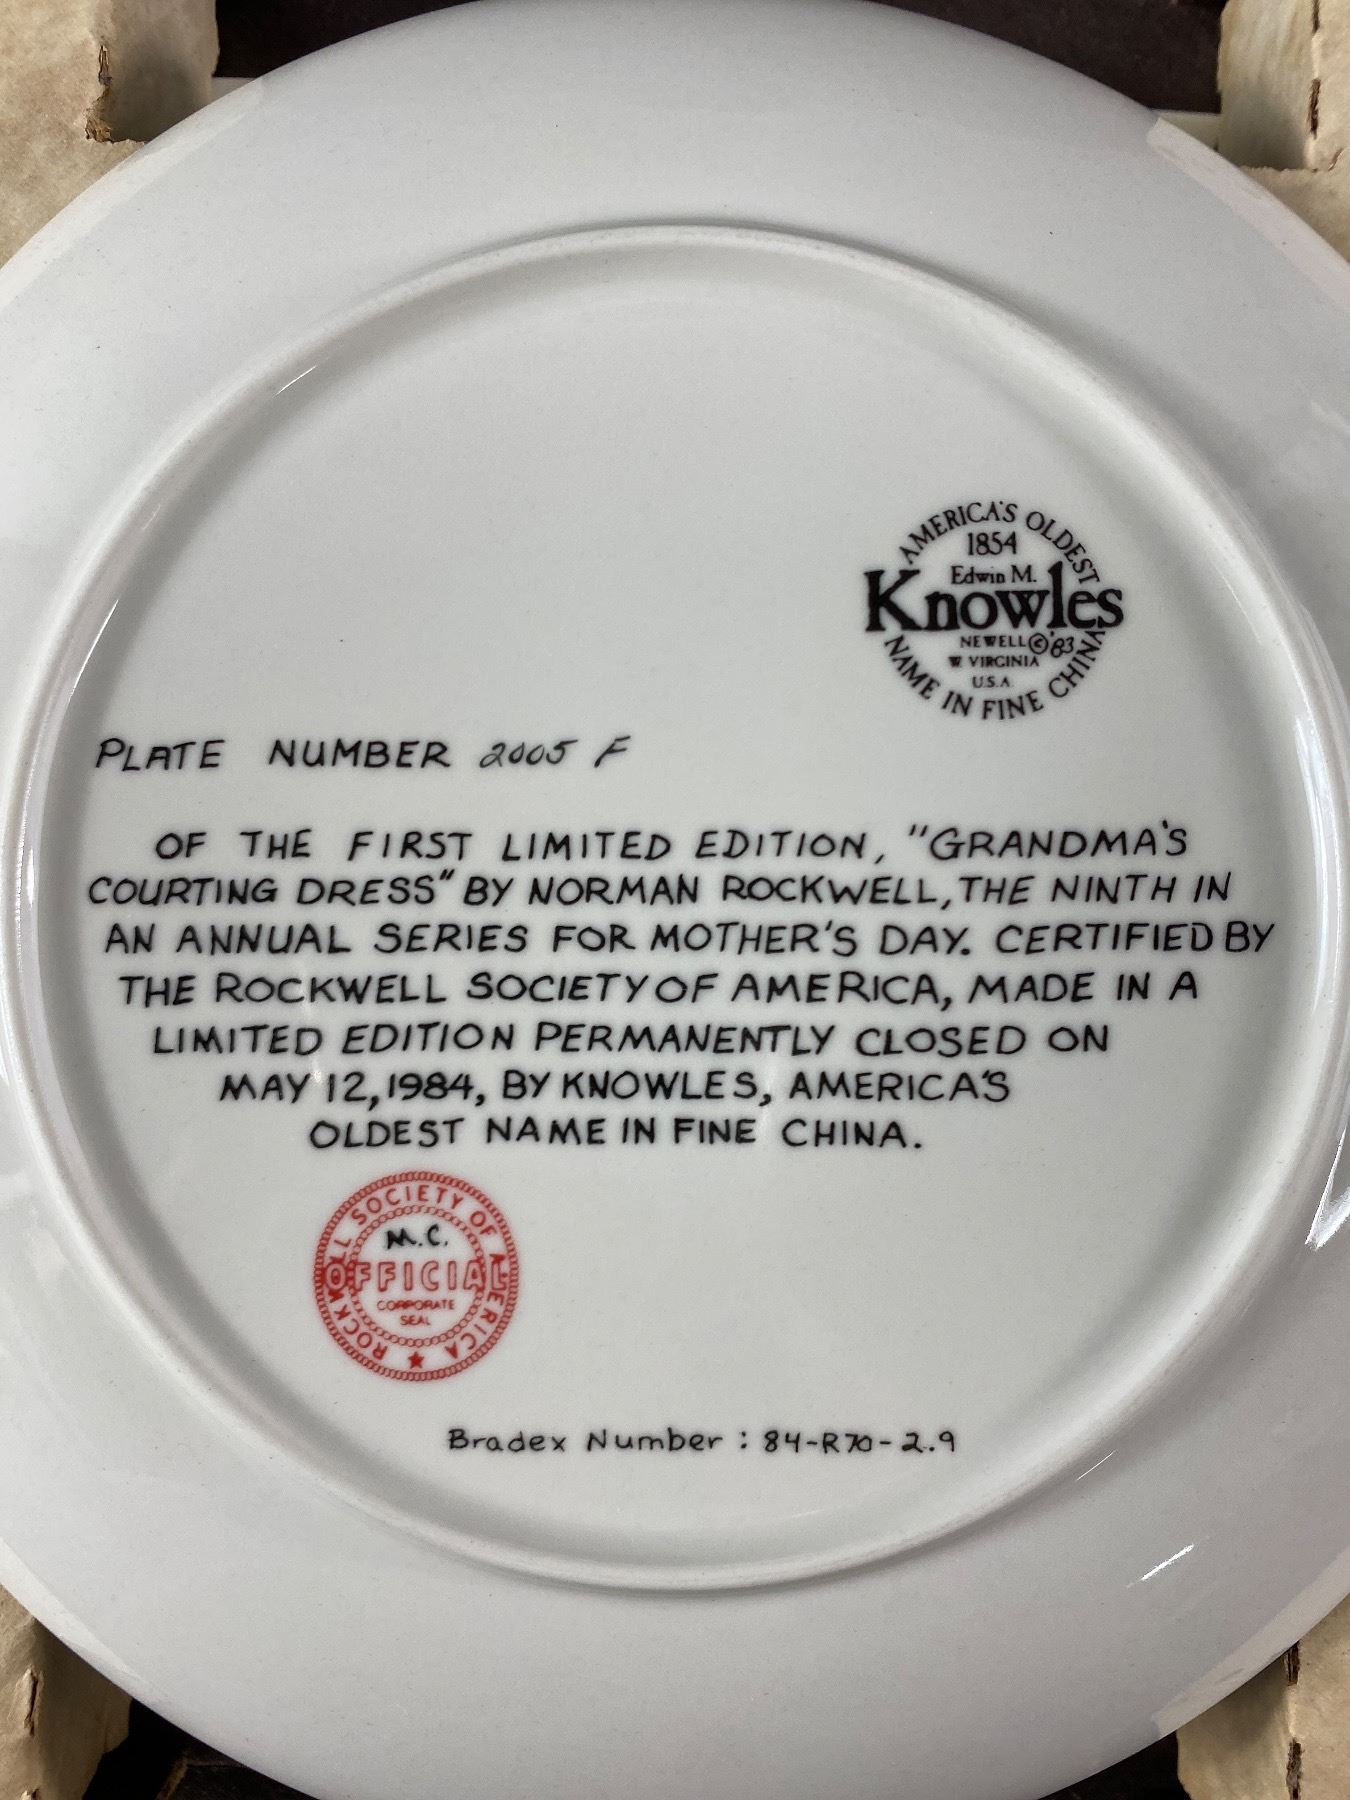 AMERICA'S OLDEST
1854
Edwin M.
Knowles
NEWELL © '83
W. VIRGINIA
U.S.A.
NAME IN FINE CHINA
PLATE NUMBER 2005 F
OF THE FIRST LIMITED EDITION, "GRANDMA'S
COURTING DRESS" BY NORMAN ROCKWELL, THE NINTH IN
AN ANNUAL SERIES FOR MOTHER'S DAY. CERTIFIED BY
THE ROCKWELL SOCIETY OF AMERICA, MADE IN A
LIMITED EDITION PERMANENTLY CLOSED ON
MAY 12, 1984, BY KNOWLES, AMERICA'S
OLDEST NAME IN FINE CHINA.
ROCKWELL SOCIETY OF AMERICA
M.C.
OFFICIAL
CORPORATE
SEAL
Bradex Number : 84-R70-2.9